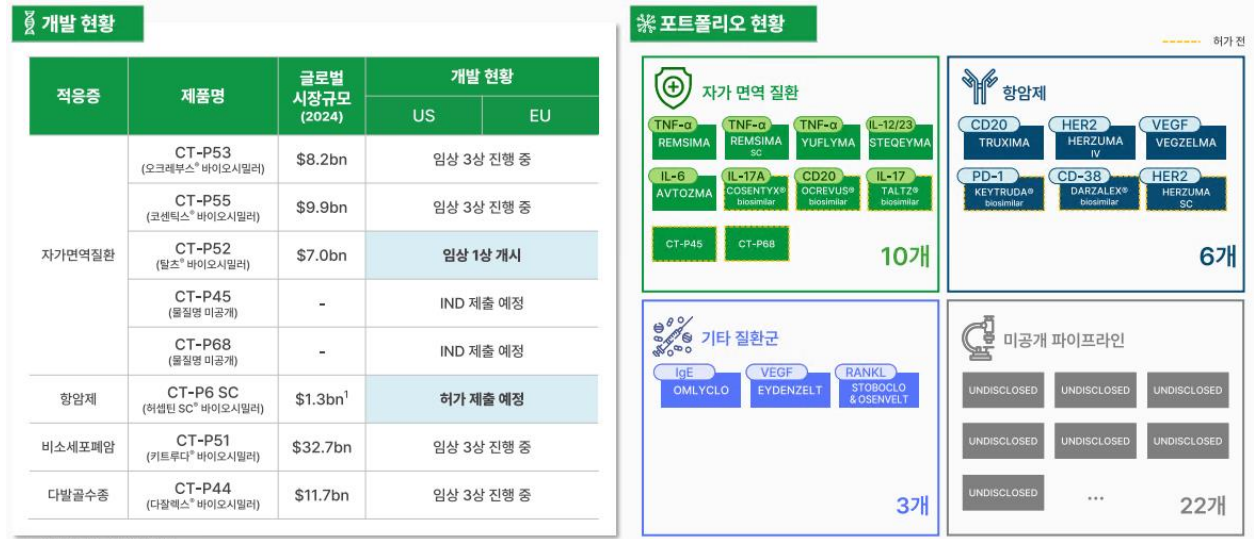 개발 현황
적응증
제품명
글로벌
시장규모
(2024)
개발 현황
US
EU
자가면역질환
CT-P53
(오크레부스® 바이오시밀러)
$8.2bn
임상 3상 진행 중
CT-P55
(코센틱스® 바이오시밀러)
$9.9bn
임상 3상 진행 중
CT-P52
(탈츠® 바이오시밀러)
$7.0bn
임상 1상 개시
CT-P45
(물질명 미공개)
-
IND 제출 예정
CT-P68
(물질명 미공개)
-
IND 제출 예정
항암제
CT-P6 SC
(허셉틴 SC® 바이오시밀러)
$1.3bn1
허가 제출 예정
비소세포폐암
CT-P51
(키트루다® 바이오시밀러)
$32.7bn
임상 3상 진행 중
다발골수종
CT-P44
(다잘렉스® 바이오시밀러)
$11.7bn
임상 3상 진행 중
포트폴리오 현황
허가 전
자가 면역 질환
TNF-α
REMSIMA
TNF-α
REMSIMA
SC
TNF-α
YUFLYMA
IL-12/23
STEQEYMA
IL-6
AVTOZMA
IL-17A
COSENTYX®
biosimilar
CD20
OCREVUS®
biosimilar
IL-17
TALTZ®
biosimilar
CT-P45
CT-P68
10개
항암제
CD20
TRUXIMA
HER2
HERZUMA
IV
VEGF
VEGZELMA
PD-1
KEYTRUDA®
biosimilar
CD-38
DARZALEX®
biosimilar
HER2
HERZUMA
SC
6개
기타 질환군
IgE
OMLYCLO
VEGF
EYDENZELT
RANKL
STOBOCLO
& OSENVELT
3개
미공개 파이프라인
UNDISCLOSED
UNDISCLOSED
UNDISCLOSED
UNDISCLOSED
UNDISCLOSED
UNDISCLOSED
UNDISCLOSED
...
22개